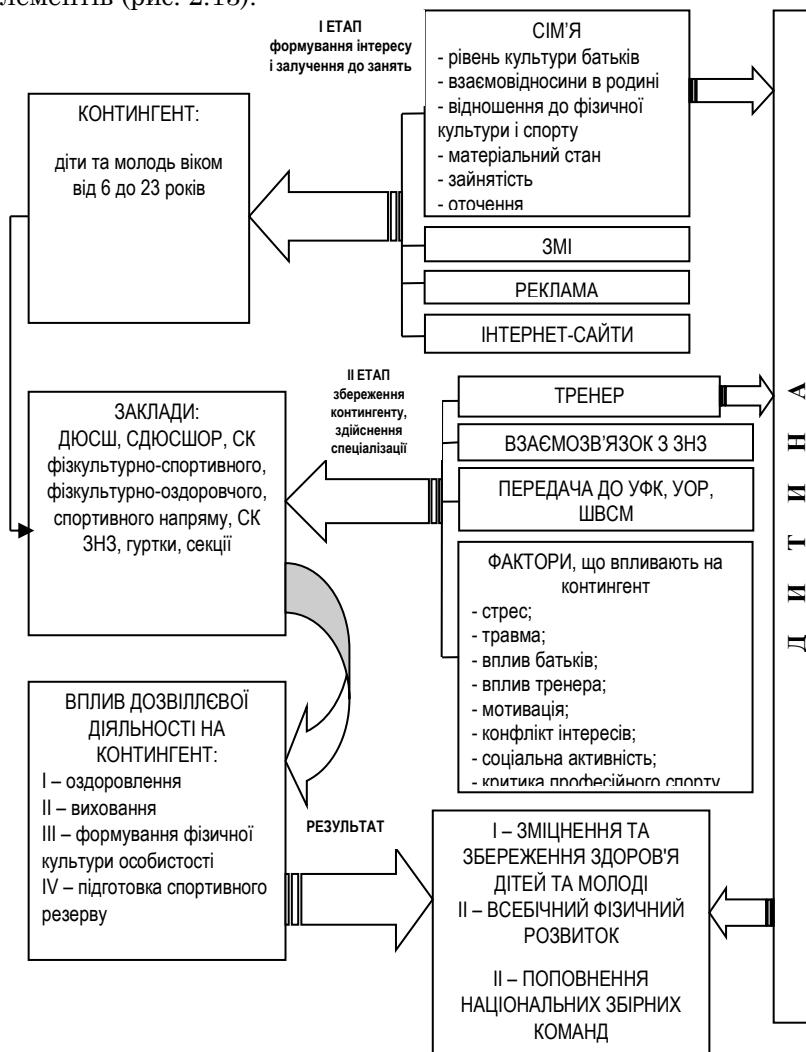 лементів (рис. 2.13).
І ЕТАП
формування інтересу
і залучення до занять
СІМ'Я
- рівень культури батьків
- взаємовідносини в родині
- відношення до фізичної
культури і спорту
- матеріальний стан
- зайнятість
- оточення
КОНТИНГЕНТ:
діти та молодь віком
від 6 до 23 років
ЗМІ
РЕКЛАМА
ІНТЕРНЕТ-САЙТИ
ІІ ЕТАП
збереження
контингенту,
здійснення
спеціалізації
ЗАКЛАДИ:
ДЮСШ, СДЮСШОР, СК
фізкультурно-спортивного,
фізкультурно-оздоровчого,
спортивного напряму, СК
ЗНЗ, гуртки, секції
ТРЕНЕР
ВЗАЄМОЗВ'ЯЗОК З ЗНЗ
ПЕРЕДАЧА ДО УФК, УОР,
ШВСМ
ФАКТОРИ, що впливають на
контингент
- стрес;
- травма;
- вплив батьків;
- вплив тренера;
- мотивація;
- конфлікт інтересів;
- соціальна активність;
- критика професійного спорту
ДИТИНА
ВПЛИВ ДОЗВІЛЛЄВОЇ
ДІЯЛЬНОСТІ НА
КОНТИНГЕНТ:
І – оздоровлення
ІІ – виховання
ІІІ – формування фізичної
культури особистості
IV – підготовка спортивного
резерву
РЕЗУЛЬТАТ
І – ЗМІЦНЕННЯ ТА
ЗБЕРЕЖЕННЯ ЗДОРОВ'Я
ДІТЕЙ ТА МОЛОДІ
ІІ – ВСЕБІЧНИЙ ФІЗИЧНИЙ
РОЗВИТОК
ІІ – ПОПОВНЕННЯ
НАЦІОНАЛЬНИХ ЗБІРНИХ
КОМАНД